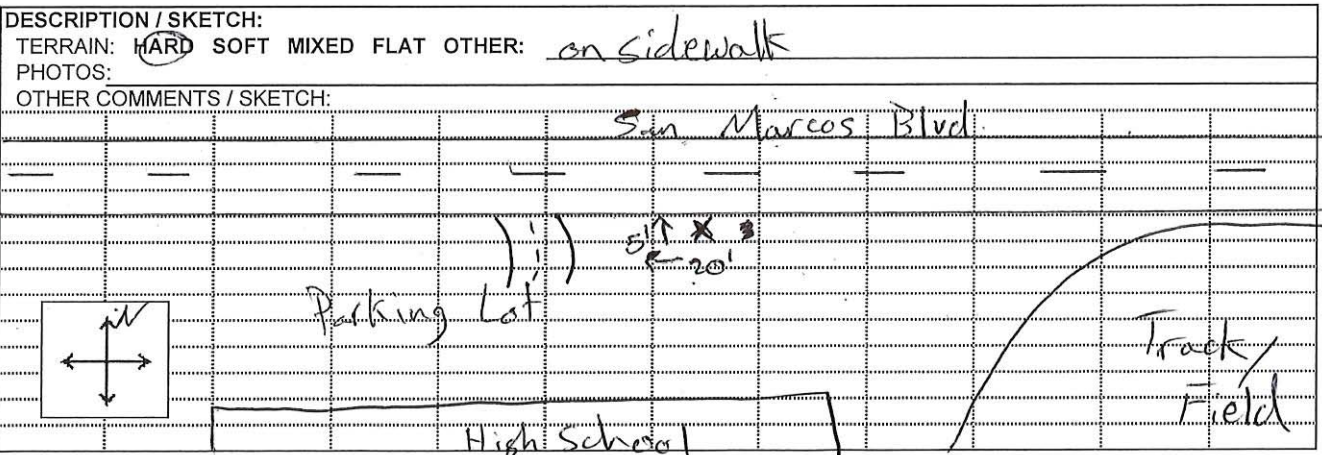 DESCRIPTION / SKETCH:
TERRAIN: HARD SOFT MIXED FLAT OTHER: on sidewalk
PHOTOS:
OTHER COMMENTS / SKETCH:
San Marcos Blvd.
5' X
20'
N
Parking Lot
Track/
Field
High School